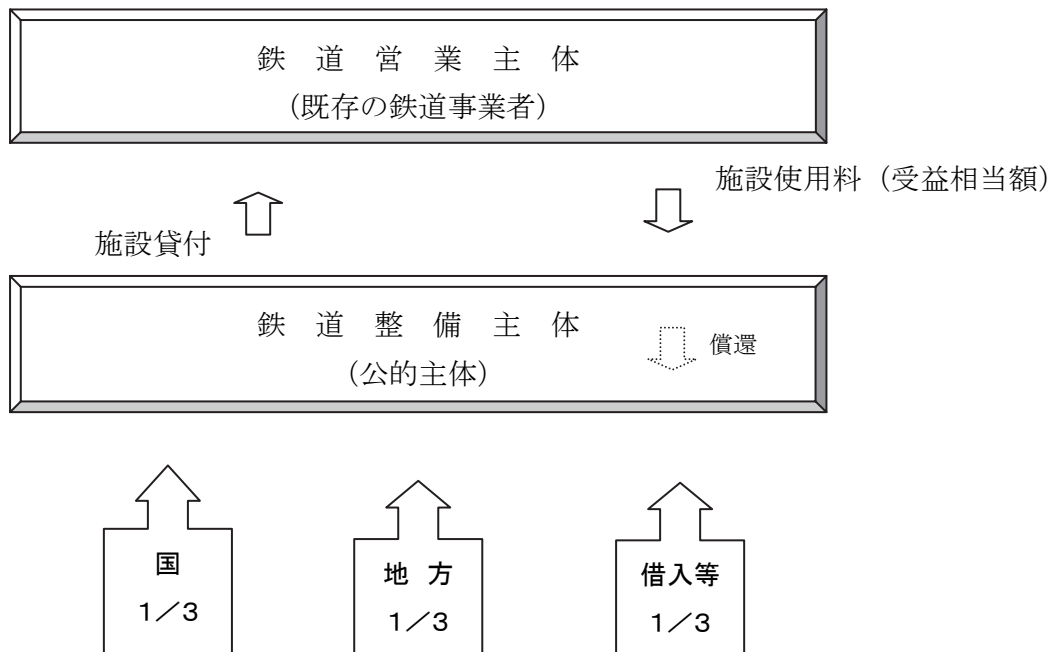 鉄 道 営 業 主 体
(既存の鉄道事業者)
施設使用料（受益相当額）
施設貸付
鉄 道 整 備 主 体
(公的主体)
償還
国
1／3
地 方
1／3
借入等
1／3